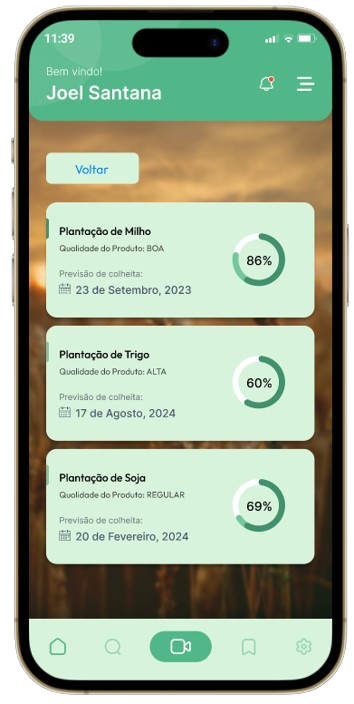 11:39
Bem vindo!
Joel Santana
Voltar
Plantação de Milho
Qualidade do Produto: BOA
Previsão de colheita:
23 de Setembro, 2023
86%
Plantação de Trigo
Qualidade do Produto: ALTA
Previsão de colheita:
17 de Agosto, 2024
60%
Plantação de Soja
Qualidade do Produto: REGULAR
Previsão de colheita:
20 de Fevereiro, 2024
69%